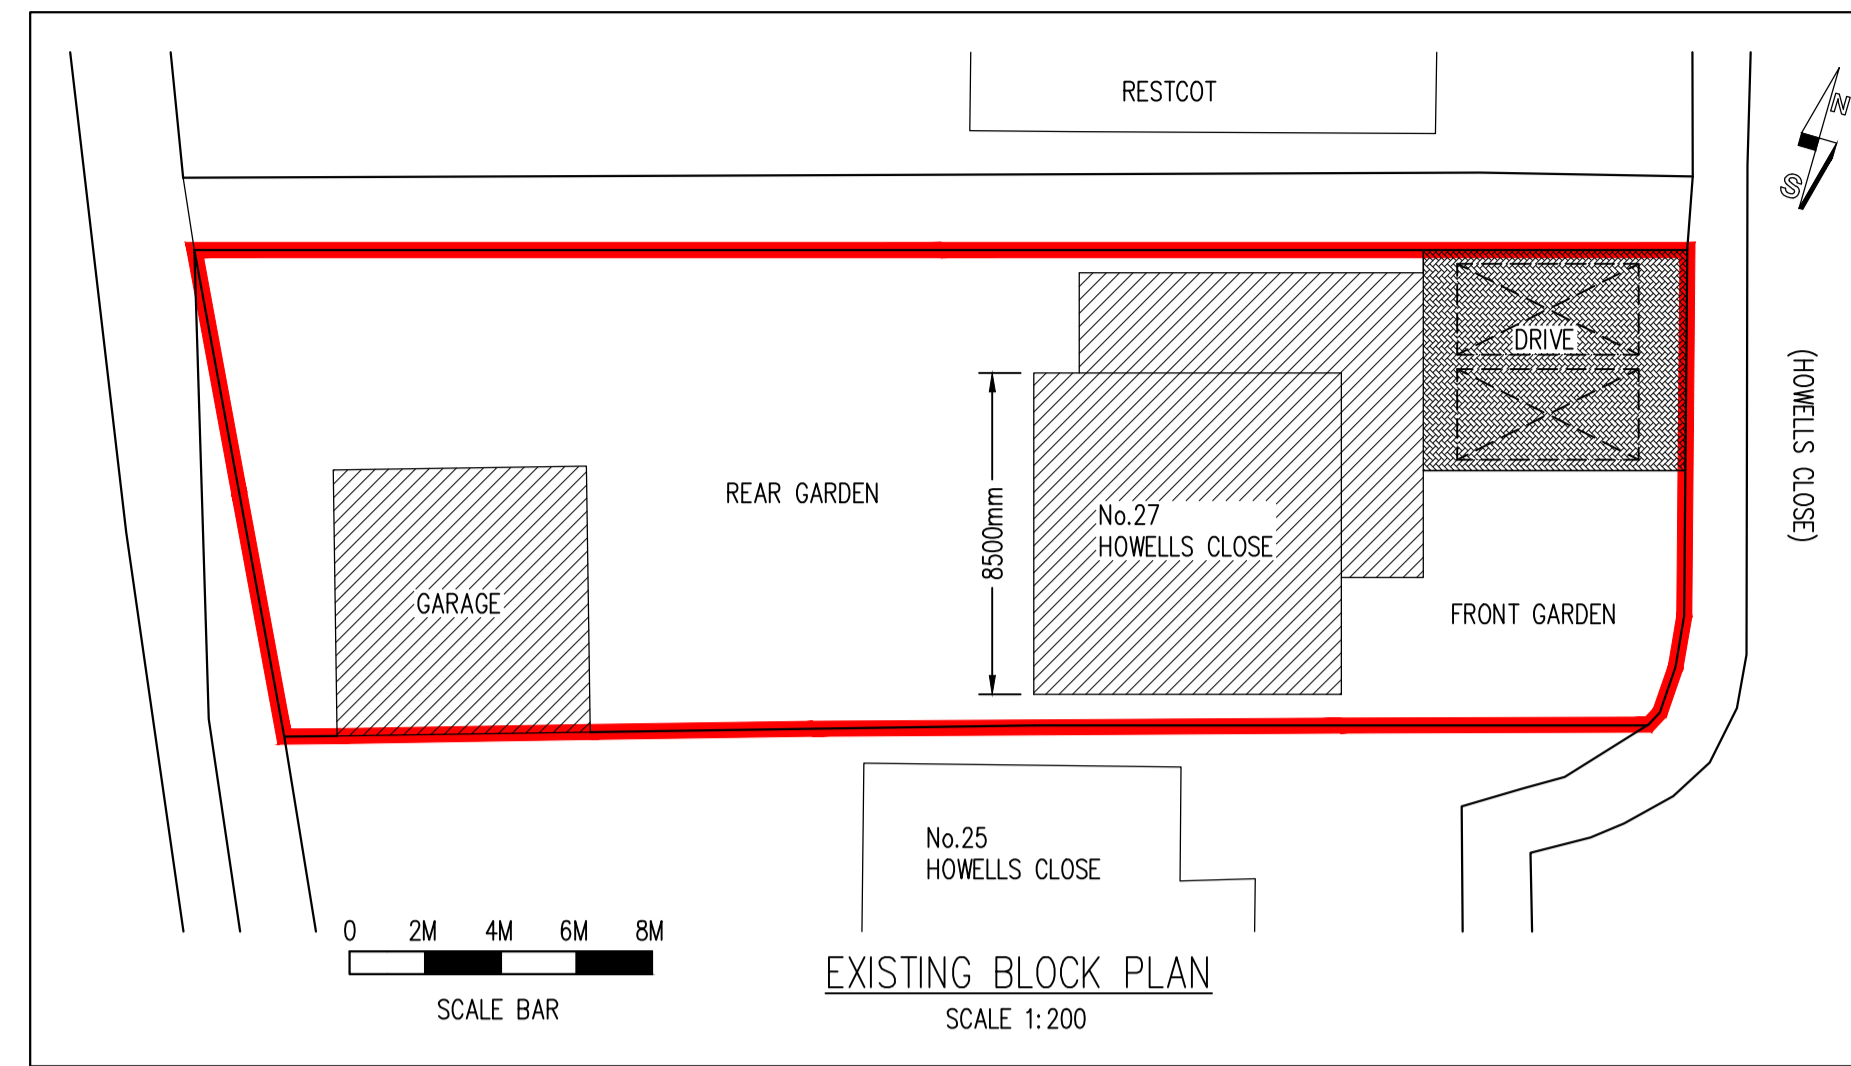 RESTCOT
N
S
DRIVE
(HOWELLS CLOSE)
REAR GARDEN
8500mm
No.27
HOWELLS CLOSE
GARAGE
FRONT GARDEN
No.25
HOWELLS CLOSE
0 2M 4M 6M 8M
SCALE BAR
EXISTING BLOCK PLAN
SCALE 1:200